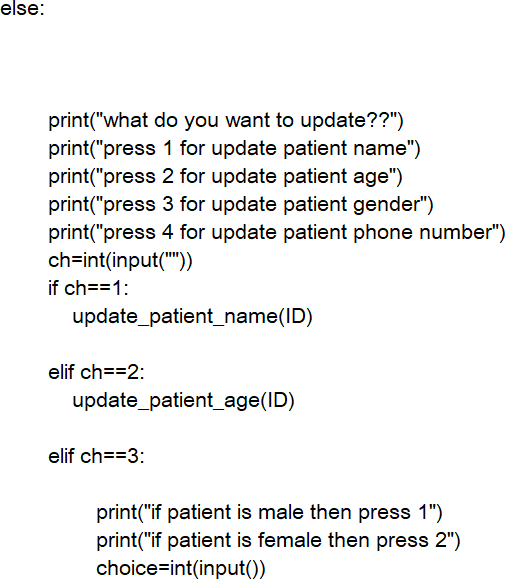 else:
print("what do you want to update??")
print("press 1 for update patient name")
print("press 2 for update patient age")
print("press 3 for update patient gender")
print("press 4 for update patient phone number")
ch=int(input(""))
if ch==1:
update_patient_name(ID)
elif ch==2:
update_patient_age(ID)
elif ch==3:
print("if patient is male then press 1")
print("if patient is female then press 2")
choice=int(input())